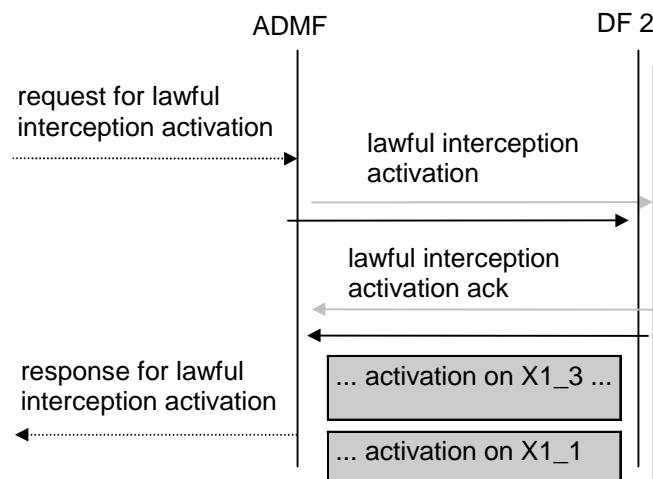 ADMF
DF 2
request for lawful
interception activation
lawful interception
activation
lawful interception
activation ack
response for lawful
interception activation
... activation on X1_3 ...
... activation on X1_1